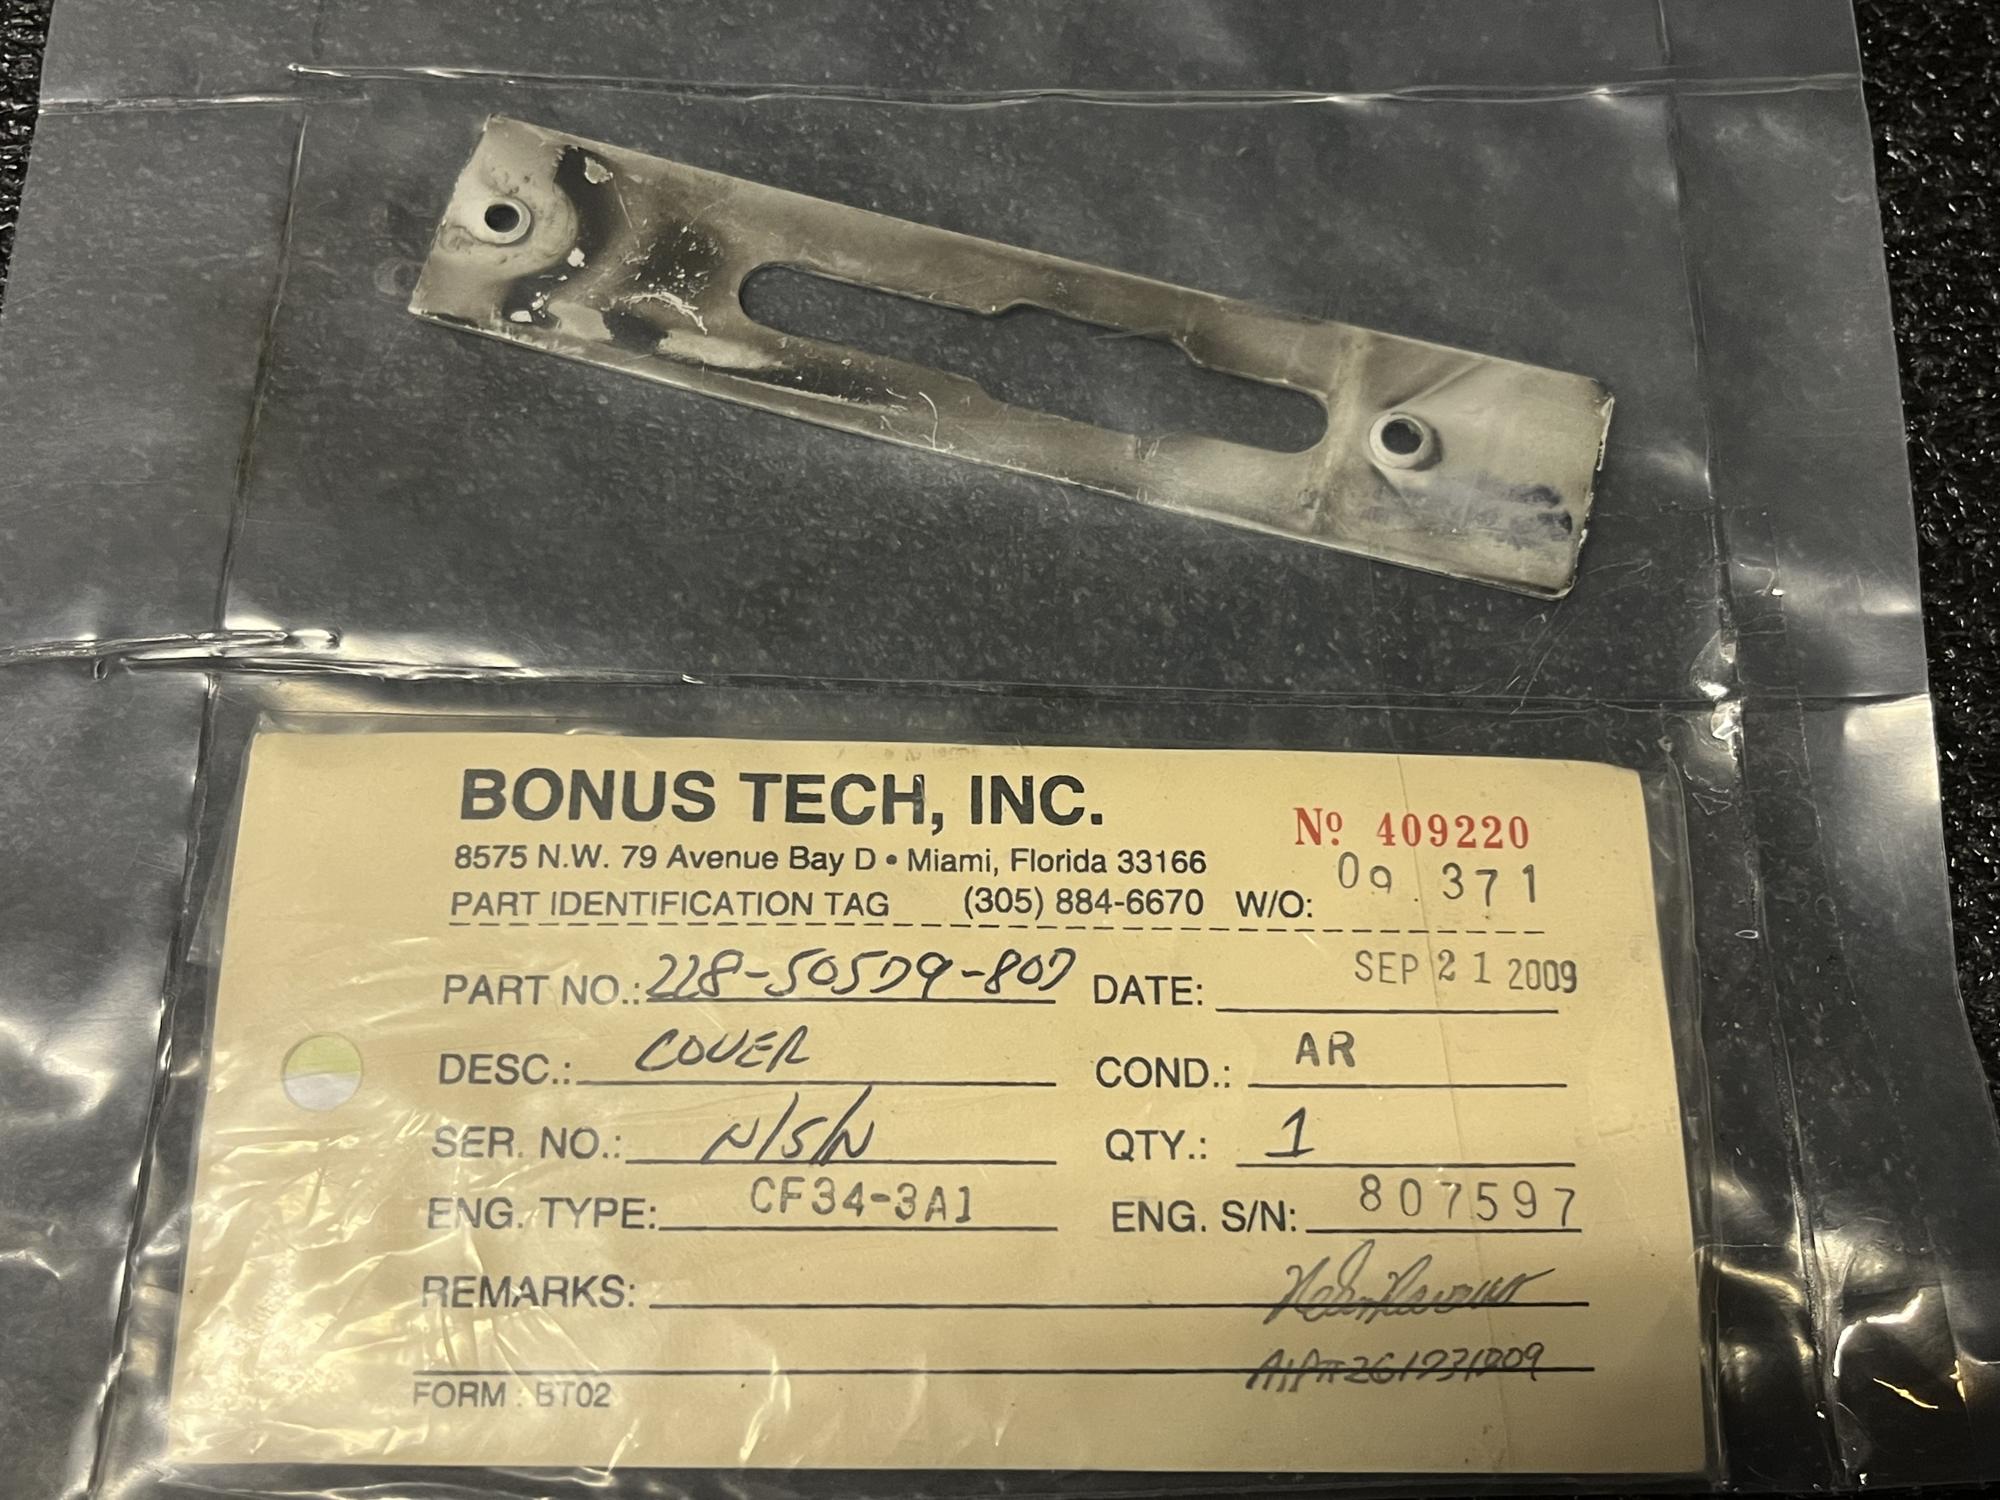 BONUS TECH, INC.
Nº 409220
8575 N.W. 79 Avenue Bay D • Miami, Florida 33166
PART IDENTIFICATION TAG (305) 884-6670 W/O: 09 371
PART NO.: 228-50579-807 DATE: SEP 21 2009
DESC.: COVER COND.: AR
SER. NO.: N/S/N QTY.: 1
ENG. TYPE: CF34-3A1 ENG. S/N: 807597
REMARKS:
FORM : BT02